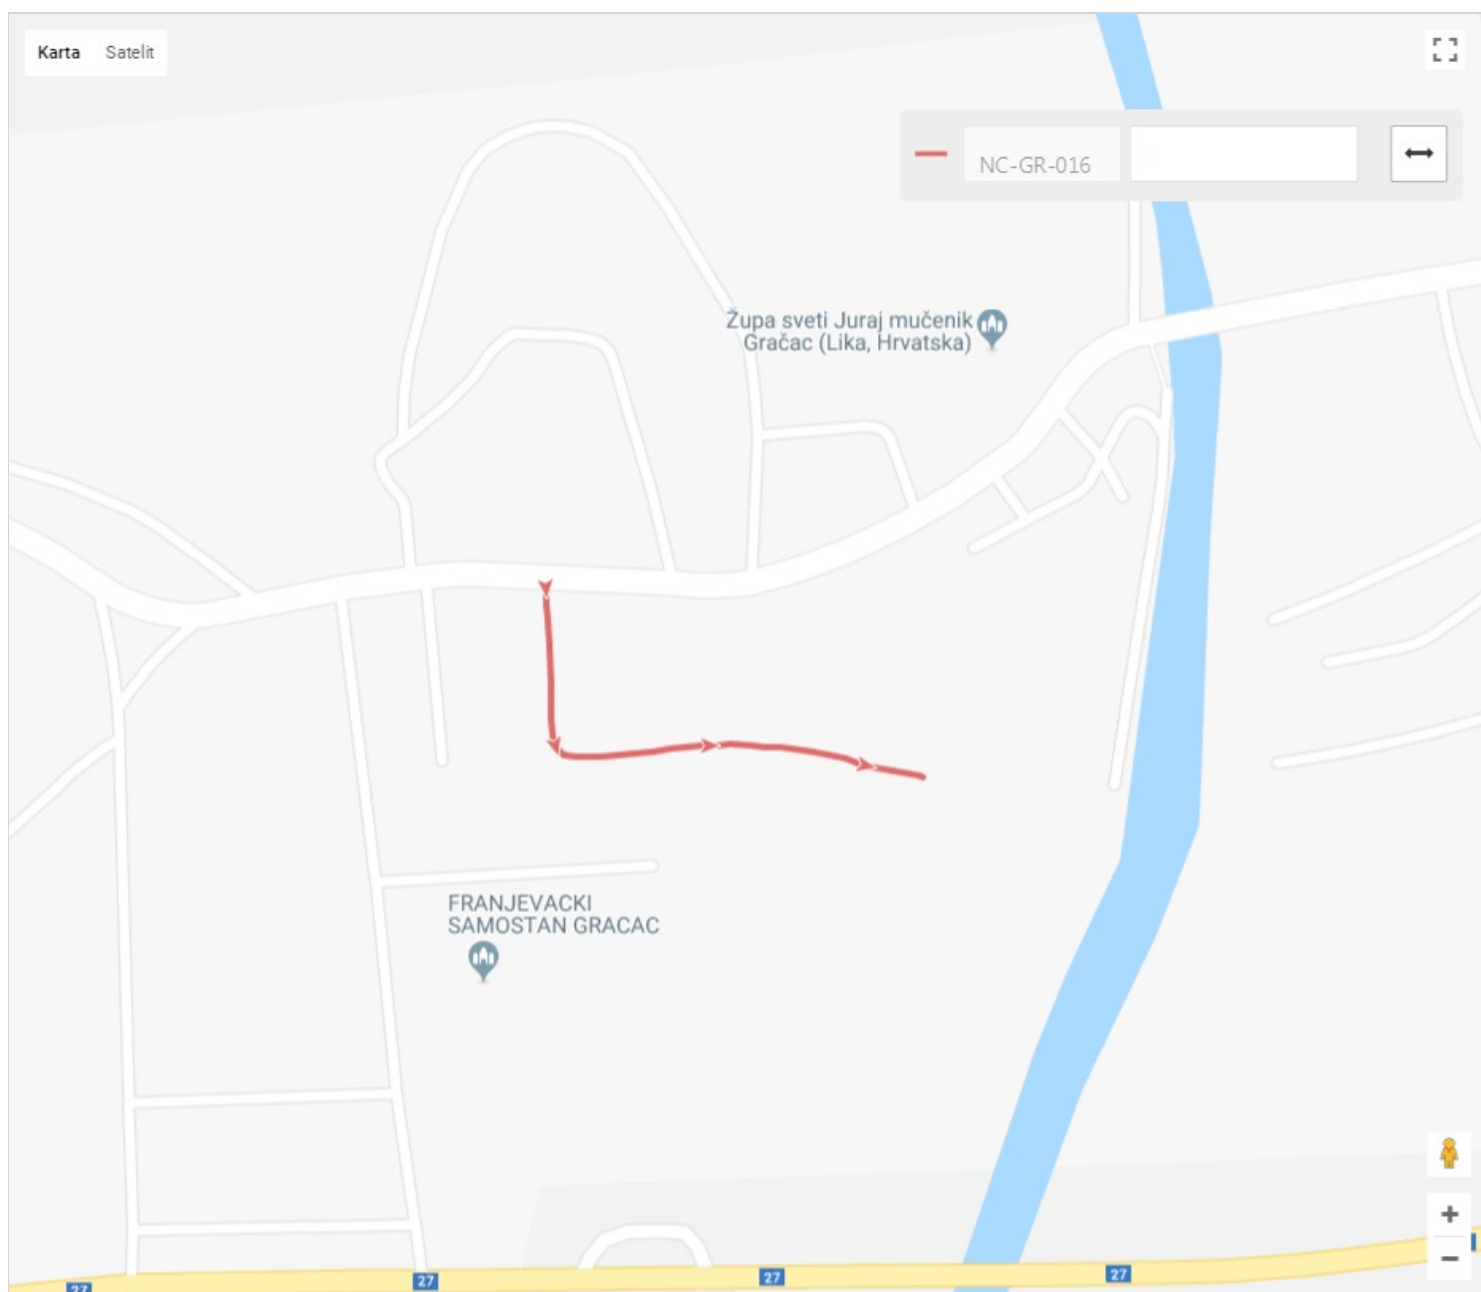 Karta Satelit
NC-GR-016
Župa sveti Juraj mučenik
Gračac (Lika, Hrvatska)
FRANJEVACKI
SAMOSTAN GRACAC
27
27
27
27